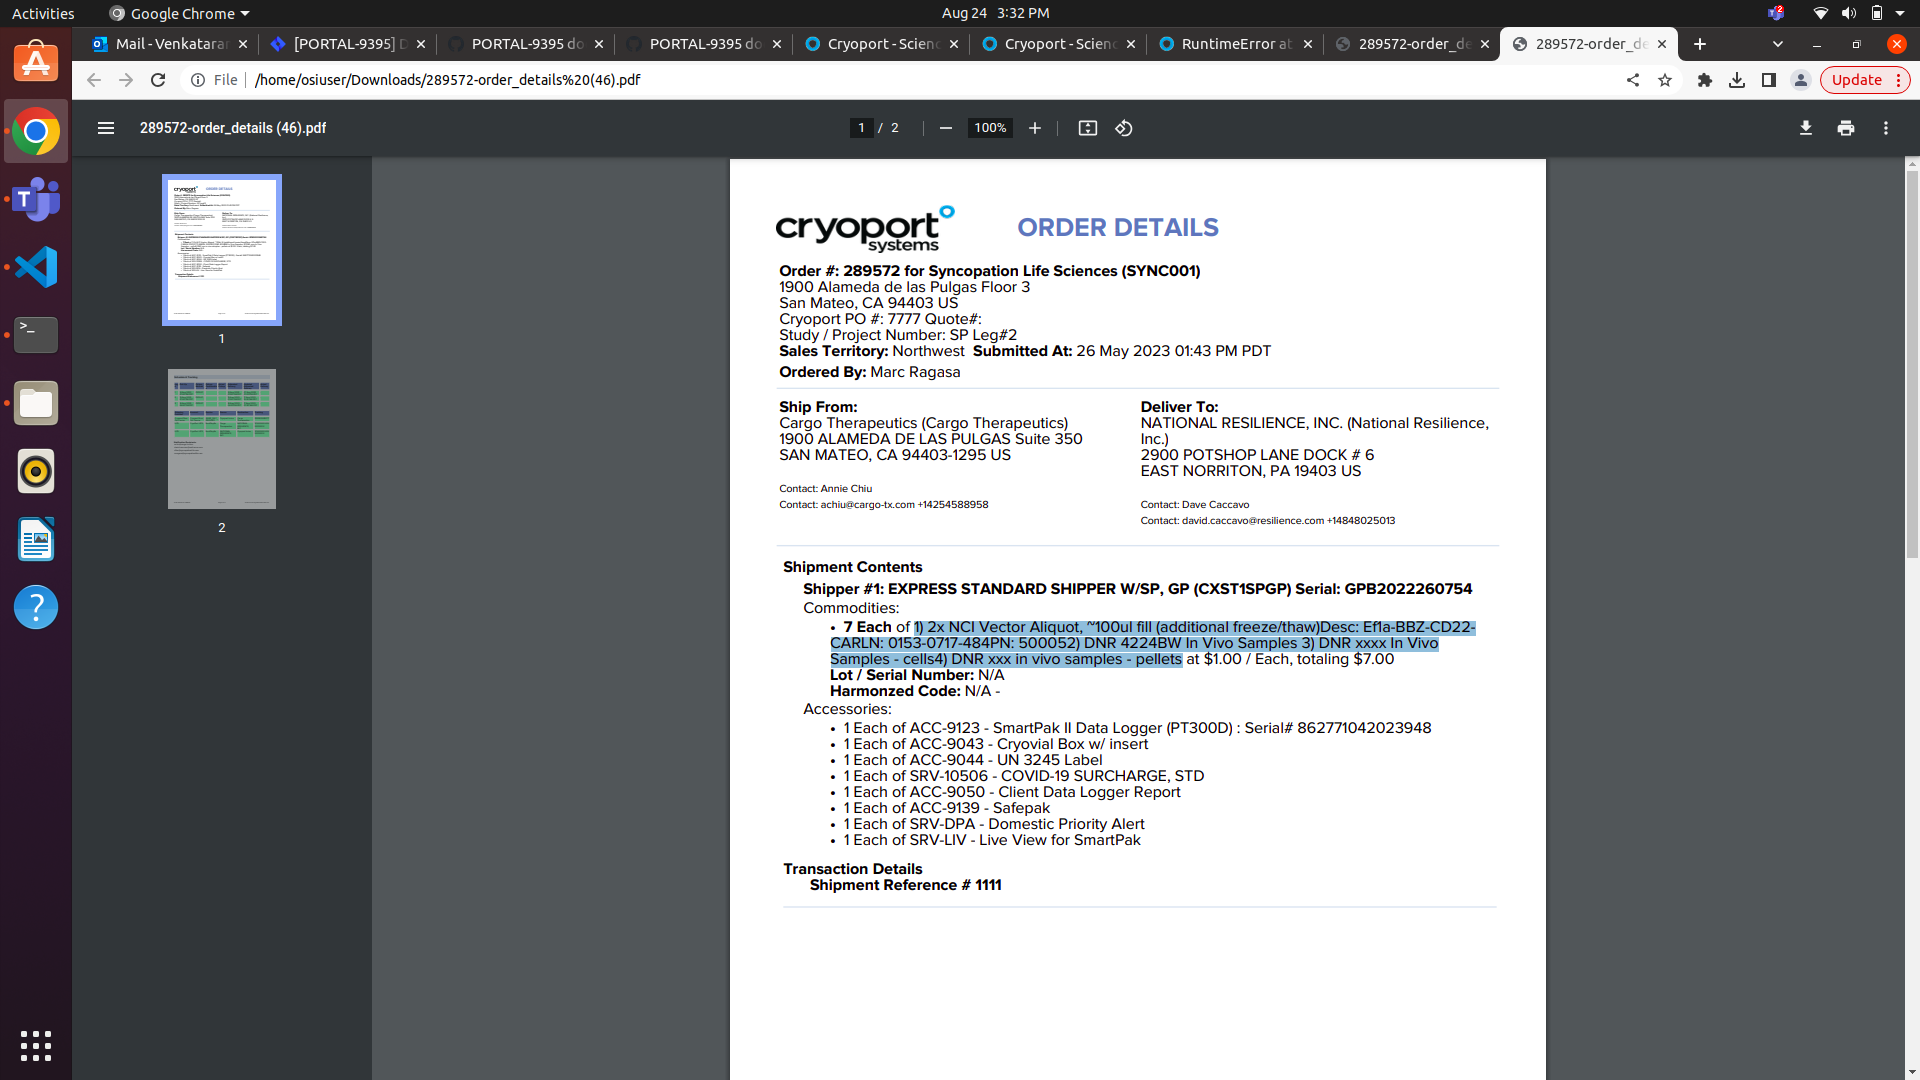 Activities
Google Chrome
Aug 24 3:32 PM
2
Mail - Venkatarar
[PORTAL-9395] D
PORTAL-9395 do
PORTAL-9395 do
Cryoport - Scienc
Cryoport - Scienc
RuntimeError at
289572-order_de
289572-order_de
File
/home/osiuser/Downloads/289572-order_details%20(46).pdf
Update
289572-order_details (46).pdf
1 / 2
100%
1
2
cryoport
systems
ORDER DETAILS
Order #: 289572 for Syncopation Life Sciences (SYNC001)
1900 Alameda de las Pulgas Floor 3
San Mateo, CA 94403 US
Cryoport PO #: 7777 Quote#:
Study / Project Number: SP Leg#2
Sales Territory: Northwest Submitted At: 26 May 2023 01:43 PM PDT
Ordered By: Marc Ragasa
Ship From:
Cargo Therapeutics (Cargo Therapeutics)
1900 ALAMEDA DE LAS PULGAS Suite 350
SAN MATEO, CA 94403-1295 US
Contact: Annie Chiu
Contact: achiu@cargo-tx.com +14254588958
Deliver To:
NATIONAL RESILIENCE, INC. (National Resilience,
Inc.)
2900 POTSHOP LANE DOCK # 6
EAST NORRITON, PA 19403 US
Contact: Dave Caccavo
Contact: david.caccavo@resilience.com +14848025013
Shipment Contents
Shipper #1: EXPRESS STANDARD SHIPPER W/SP, GP (CXST1SPGP) Serial: GPB2022260754
Commodities:
• 7 Each of 1) 2x NCI Vector Aliquot, ~100ul fill (additional freeze/thaw)Desc: Ef1a-BBZ-CD22-
CARLN: 0153-0717-484PN: 500052) DNR 4224BW In Vivo Samples 3) DNR xxxx In Vivo
Samples - cells4) DNR xxx in vivo samples - pellets at $1.00 / Each, totaling $7.00
Lot / Serial Number: N/A
Harmonzed Code: N/A -
Accessories:
• 1 Each of ACC-9123 - SmartPak II Data Logger (PT300D) : Serial# 862771042023948
• 1 Each of ACC-9043 - Cryovial Box w/ insert
• 1 Each of ACC-9044 - UN 3245 Label
• 1 Each of SRV-10506 - COVID-19 SURCHARGE, STD
• 1 Each of ACC-9050 - Client Data Logger Report
• 1 Each of ACC-9139 - Safepak
• 1 Each of SRV-DPA - Domestic Priority Alert
• 1 Each of SRV-LIV - Live View for SmartPak
Transaction Details
Shipment Reference # 1111